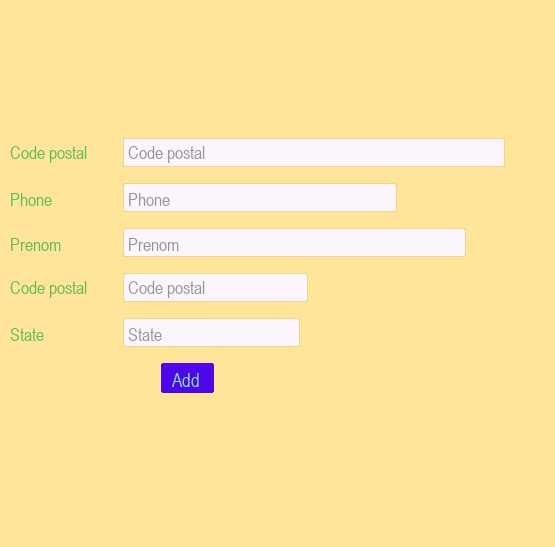 Code postal Code postal
Phone Phone
Prenom Prenom
Code postal Code postal
State State
Add